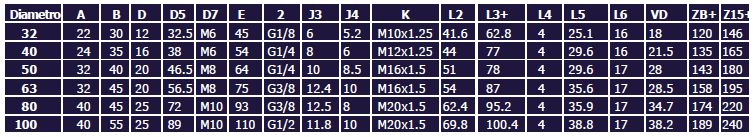 Diametro A B D D5 D7 E 2 J3 J4 K L2 L3+ L4 L5 L6 VD ZB+ Z15+
32 22 30 12 32.5 M6 45 G1/8 6 5.2 M10x1.25 41.6 62.8 4 25.1 16 18 120 146
40 24 35 16 38 M6 54 G1/4 8 6 M12x1.25 44 77 4 29.6 16 21.5 135 165
50 32 40 20 46.5 M8 64 G1/4 10 8.5 M16x1.5 51 78 4 29.6 17 28 143 180
63 32 45 20 56.5 M8 75 G3/8 12.4 10 M16x1.5 54 87 4 35.6 17 28.5 158 195
80 40 45 25 72 M10 93 G3/8 12.5 8 M20x1.5 62.4 95.2 4 35.9 17 34.7 174 220
100 40 55 25 89 M10 110 G1/2 11.8 10 M20x1.5 69.8 100.4 4 38.8 17 38.2 189 240